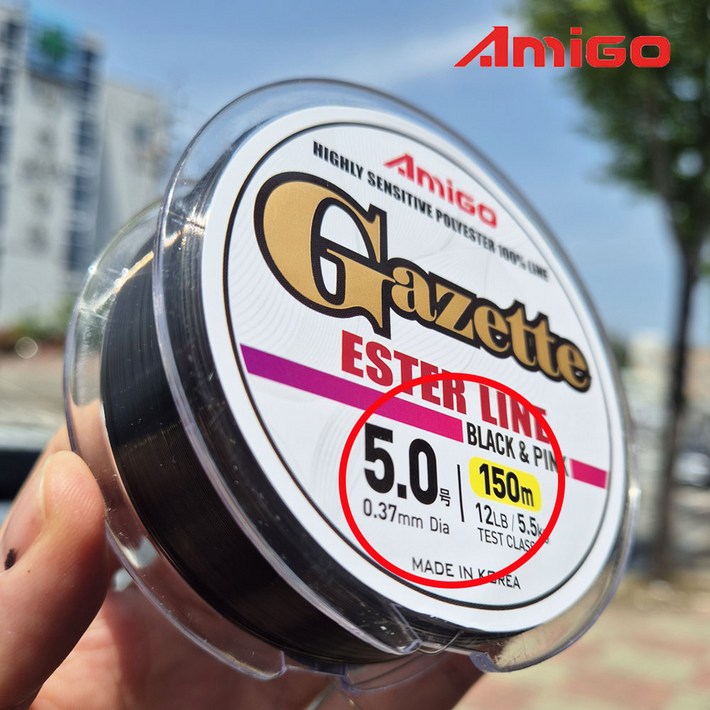 AmiGO
AmiGO
HIGHLY SENSITIVE POLYESTER 100% LINE
Gazette
ESTER LINE
BLACK & PINK
5.0号
150m
0.37mm Dia
12LB / 5.5kg
TEST CLASS
MADE IN KOREA